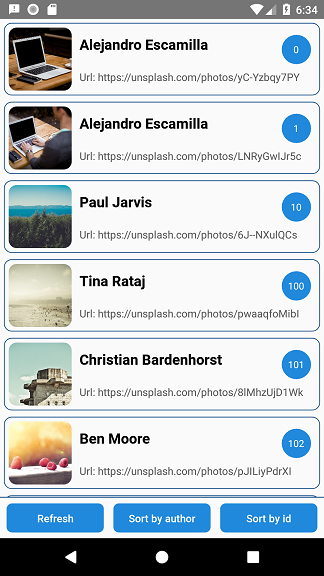 6:34
Alejandro Escamilla
0
Url: https://unsplash.com/photos/yC-Yzbqy7PY
Alejandro Escamilla
1
Url: https://unsplash.com/photos/LNRyGwIJr5c
Paul Jarvis
10
Url: https://unsplash.com/photos/6J--NXulQCs
Tina Rataj
100
Url: https://unsplash.com/photos/pwaaqfoMibI
Christian Bardenhorst
101
Url: https://unsplash.com/photos/8lMhzUjD1Wk
Ben Moore
102
Url: https://unsplash.com/photos/pJILiyPdrXI
Refresh
Sort by author
Sort by id